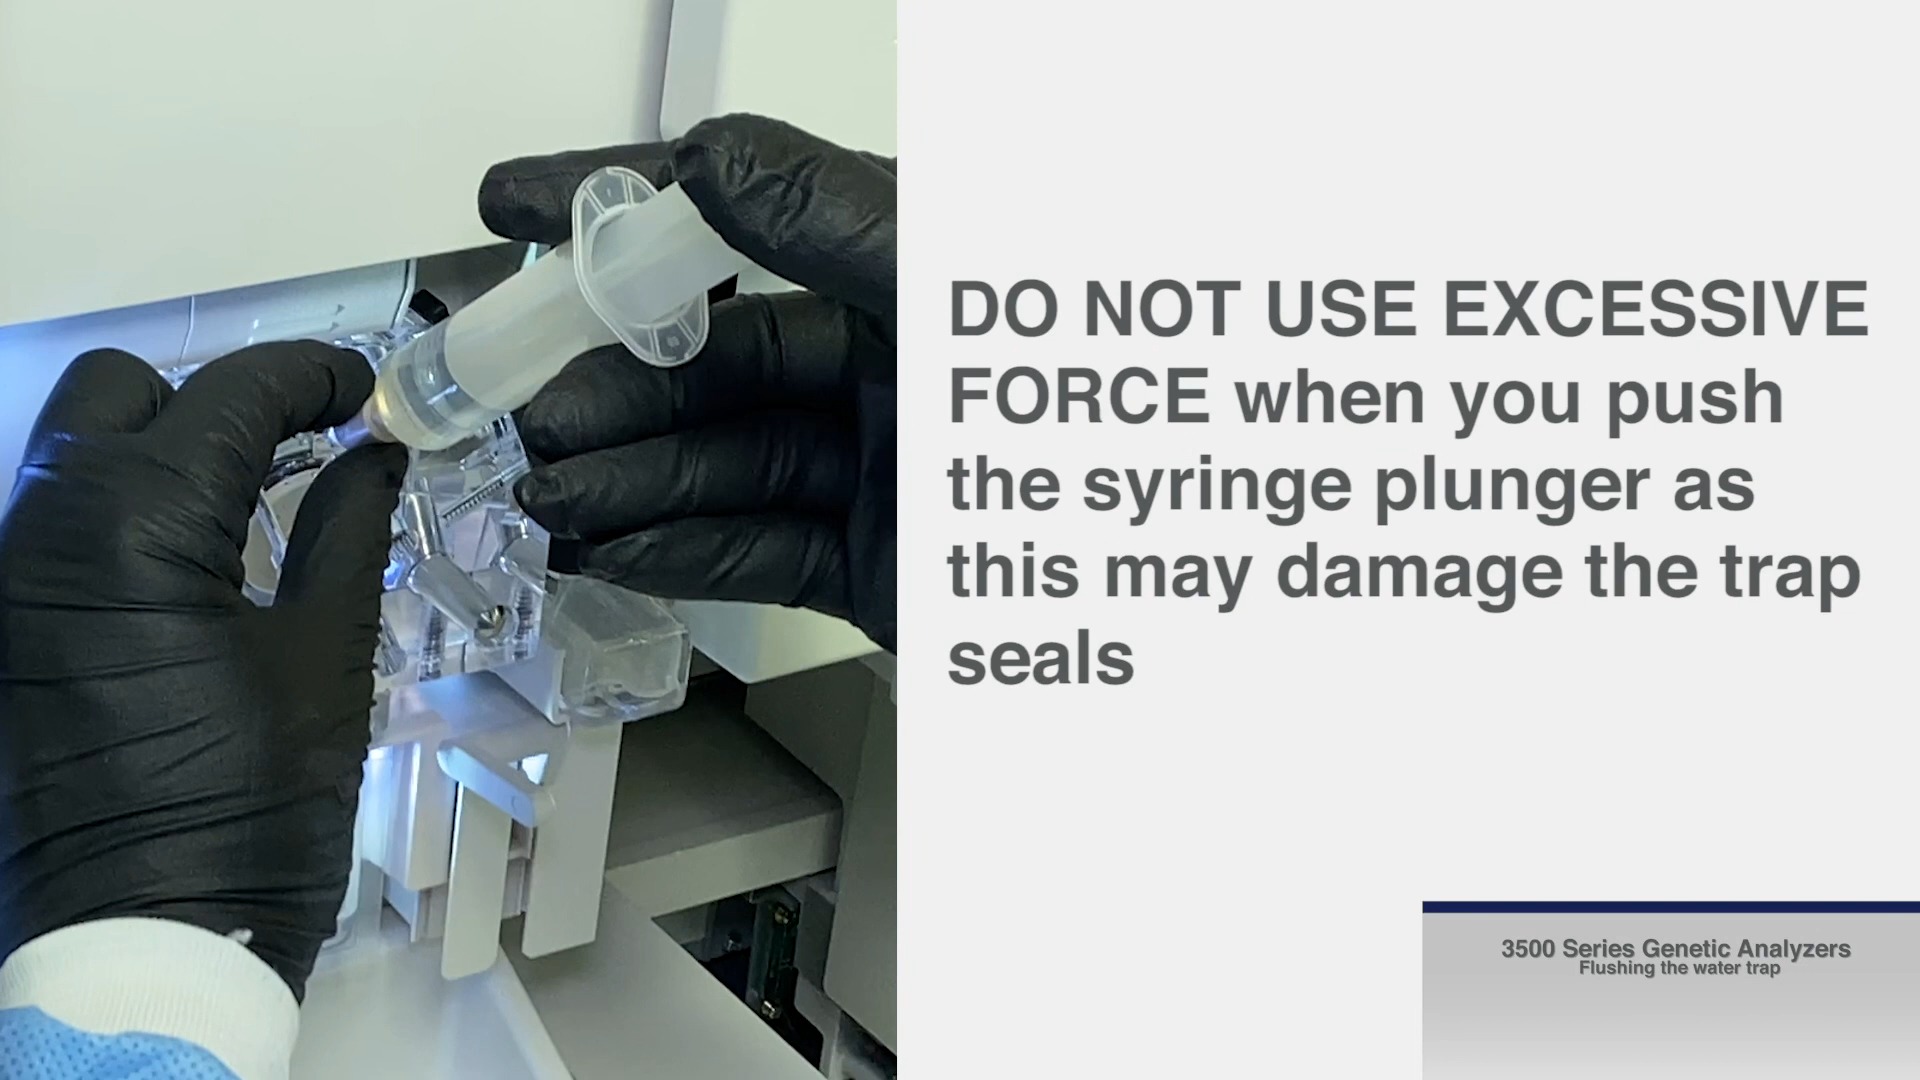 DO NOT USE EXCESSIVE
FORCE when you push
the syringe plunger as
this may damage the trap
seals
3500 Series Genetic Analyzers
Flushing the water trap